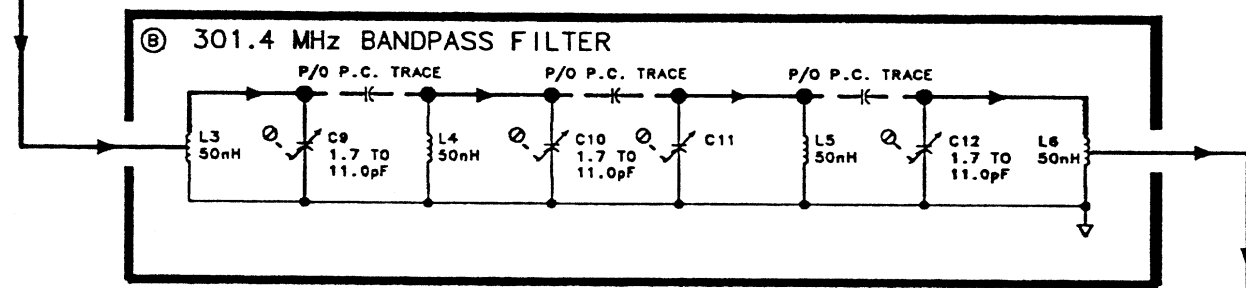 Ⓑ 301.4 MHz BANDPASS FILTER
P/O P.C. TRACE
P/O P.C. TRACE
P/O P.C. TRACE
L3
50nH
C9
1.7 TO
11.0pF
L4
50nH
C10
1.7 TO
11.0pF
C11
L5
50nH
C12
1.7 TO
11.0pF
L6
50nH